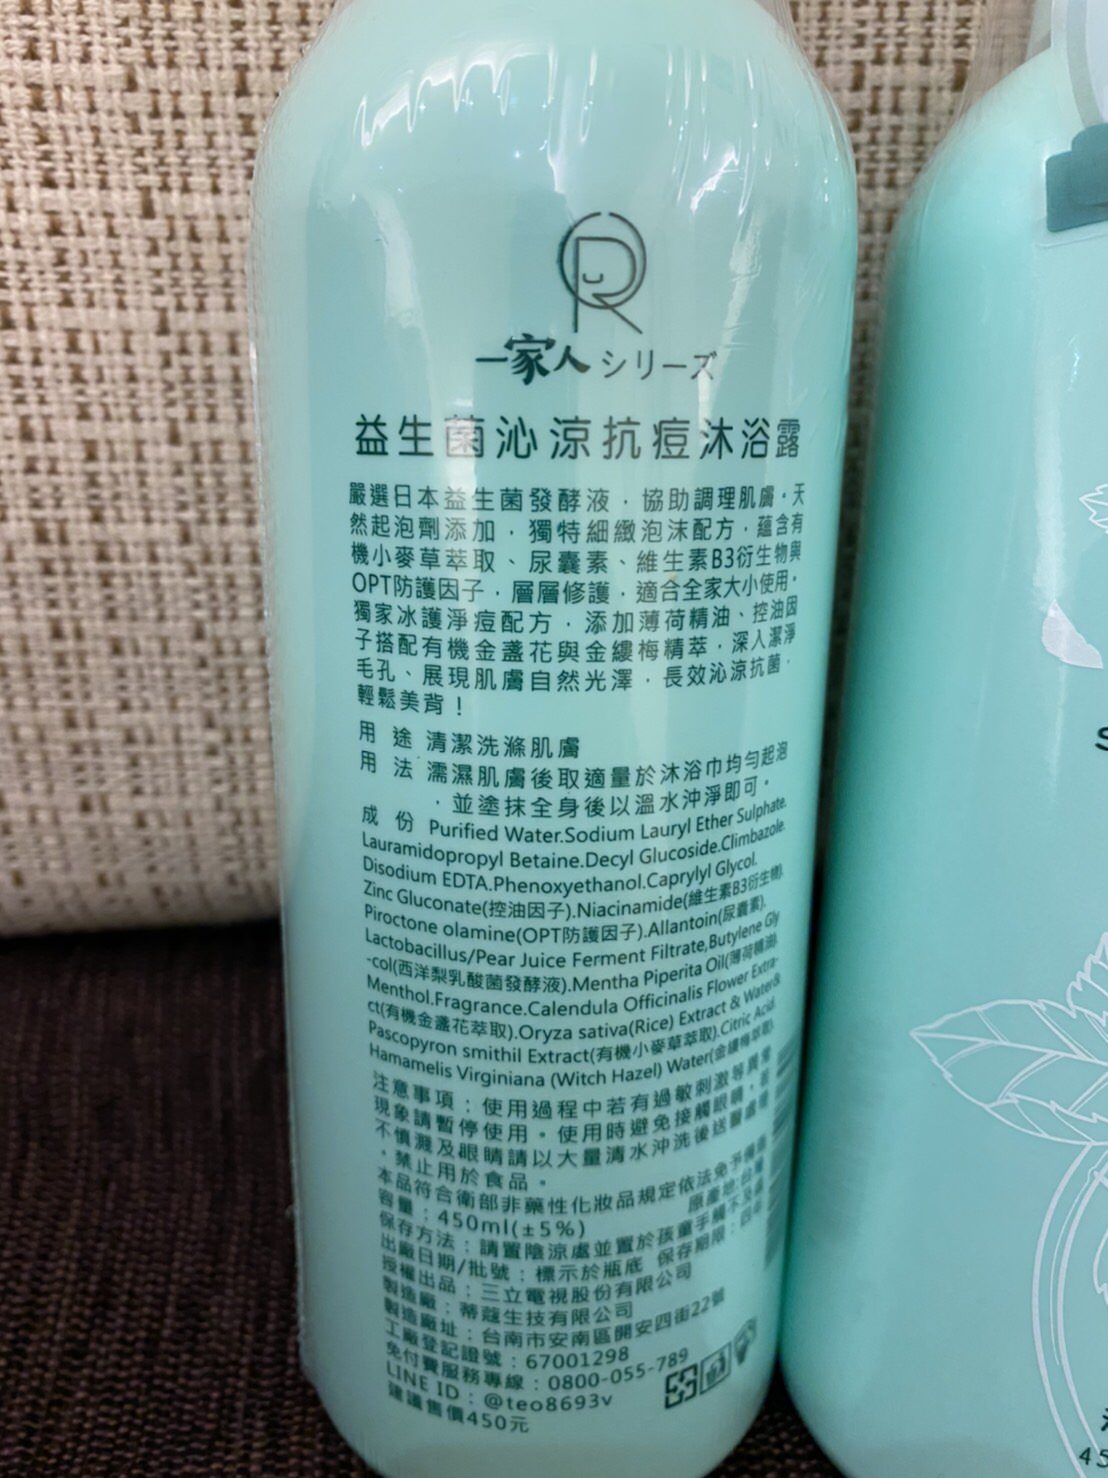 一家人シリーズ
益生菌沁涼抗痘沐浴露
嚴選日本益生菌發酵液，協助調理肌膚。天
然起泡劑添加，獨特細緻泡沫配方，蘊含有
機小麥草萃取、尿囊素、維生素B3衍生物與
OPT防護因子，層層修護，適合全家大小使用。
獨家冰護淨痘配方，添加薄荷精油、控油因
子搭配有機金盞花與金縷梅精萃，深入潔淨
毛孔、展現肌膚自然光澤，長效沁涼抗菌，
輕鬆美背！
用 途 清潔洗滌肌膚
用 法 濡濕肌膚後取適量於沐浴巾均勻起泡
，並塗抹全身後以溫水沖淨即可。
成 份 Purified Water.Sodium Lauryl Ether Sulphate.
Lauramidopropyl Betaine.Decyl Glucoside.Climbazole.
Disodium EDTA.Phenoxyethanol.Caprylyl Glycol.
Zinc Gluconate(控油因子).Niacinamide(維生素B3衍生物).
Piroctone olamine(OPT防護因子).Allantoin(尿囊素).
Lactobacillus/Pear Juice Ferment Filtrate,Butylene Gly
-col(西洋梨乳酸菌發酵液).Mentha Piperita Oil(薄荷精油).
Menthol.Fragrance.Calendula Officinalis Flower Extra-
ct(有機金盞花萃取).Oryza sativa(Rice) Extract & Water&
Pascopyron smithil Extract(有機小麥草萃取).Citric Acid.
Hamamelis Virginiana (Witch Hazel) Water(金縷梅萃取).
注意事項：使用過程中若有過敏刺激等異常
現象請暫停使用。使用時避免接觸眼睛，若
不慎濺及眼睛請以大量清水沖洗後送醫處理
，禁止用於食品。
本品符合衛部非藥性化妝品規定依法免予備查
容量：450ml(±5%) 原產地:台灣
保存方法：請置陰涼處並置於孩童手觸不及處
出廠日期/批號：標示於瓶底 保存期限：四年
授權出品：三立電視股份有限公司
製造廠：蒂蔻生技有限公司
製造廠址：台南市安南區開安四街22號
工廠登記證號：67001298
免付費服務專線：0800-055-789
LINE ID：@teo8693v
建議售價450元
S
45